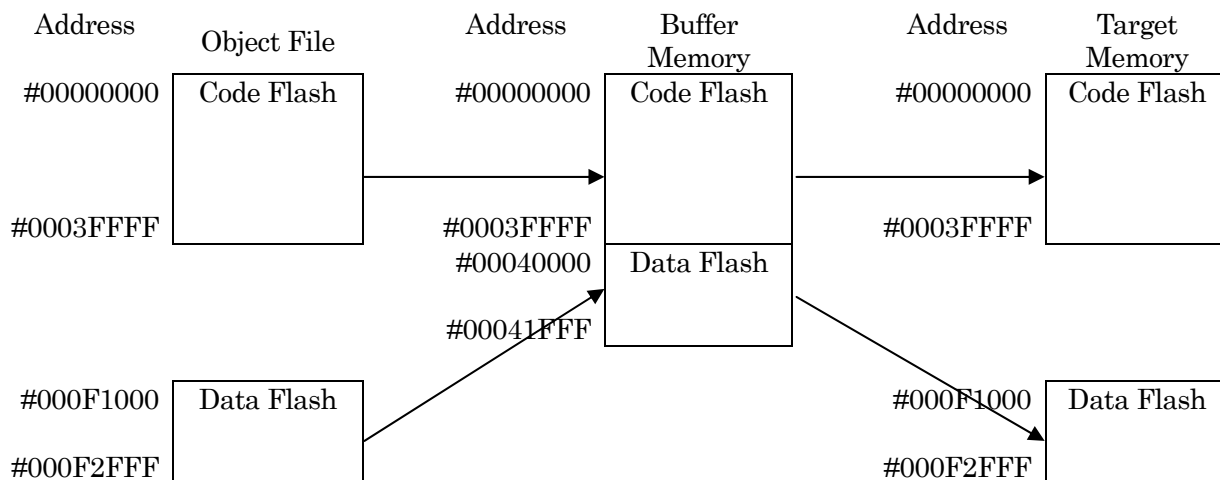 Address
Object File
Address
Buffer
Memory
Address
Target
Memory
#00000000
Code Flash
#00000000
Code Flash
#00000000
Code Flash
#0003FFFF
#0003FFFF
#0003FFFF
#00040000
Data Flash
#00041FFF
#000F1000
Data Flash
#000F1000
Data Flash
#000F2FFF
#000F2FFF